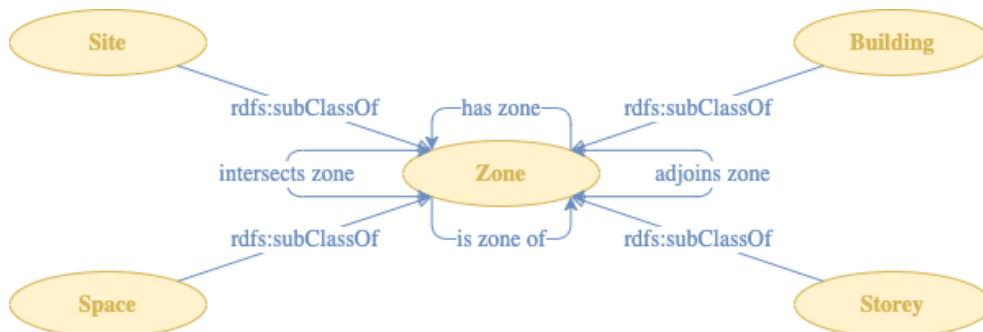 Site
Building
rdfs:subClassOf
has zone
rdfs:subClassOf
intersects zone
Zone
adjoins zone
rdfs:subClassOf
is zone of
rdfs:subClassOf
Space
Storey